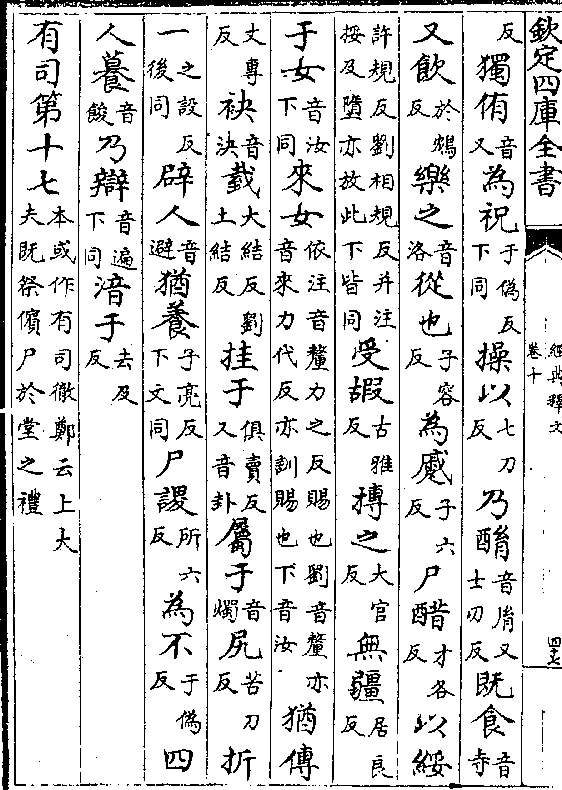 欽定四庫全書
經典釋文
卷十
四十七
反 獨侑音又 為祝于偽反下同 操以七刀反 乃酳音胤又士刃反 既食音寺
又飲於鴆反 樂之音洛 從也子容反 為慼子六反 尸醋才各反 以綏
許規反劉相規反并注挼及墮亦放此下皆同 受嘏古雅反 摶之大官反 無疆居良反
于女音汝下同 來女依注音釐力之反賜也劉音釐亦音來力代反亦訓賜也下音汝 猶傳
丈專反 袂音決 臷大結反劉土結反 挂于俱賣反又音卦 屬于音燭 尻苦刀反 折
一之設反後同 辟人音避 猶養子亮反下文同 尸謖所六反 為不于偽反 四
人䉵音餕 乃辯音遍下同 湆于去及反
有司第十七本或作有司徹鄭云上大夫既祭儐尸於堂之禮